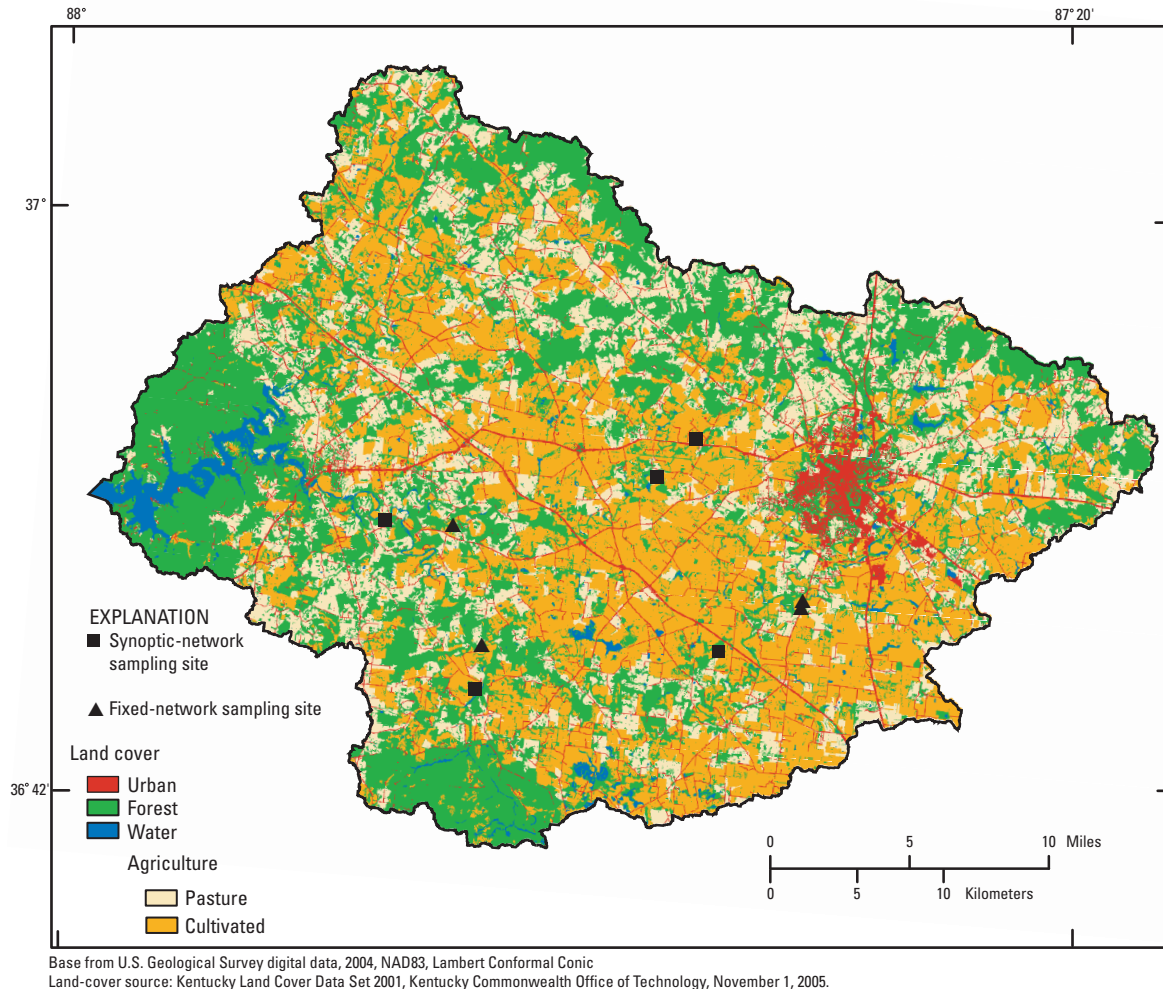 88°
87° 20'
37°
36° 42'
EXPLANATION
Synoptic-network
sampling site
Fixed-network sampling site
Land cover
Urban
Forest
Water
Agriculture
Pasture
Cultivated
0 5 10 Miles
0 5 10 Kilometers
Base from U.S. Geological Survey digital data, 2004, NAD83, Lambert Conformal Conic
Land-cover source: Kentucky Land Cover Data Set 2001, Kentucky Commonwealth Office of Technology, November 1, 2005.